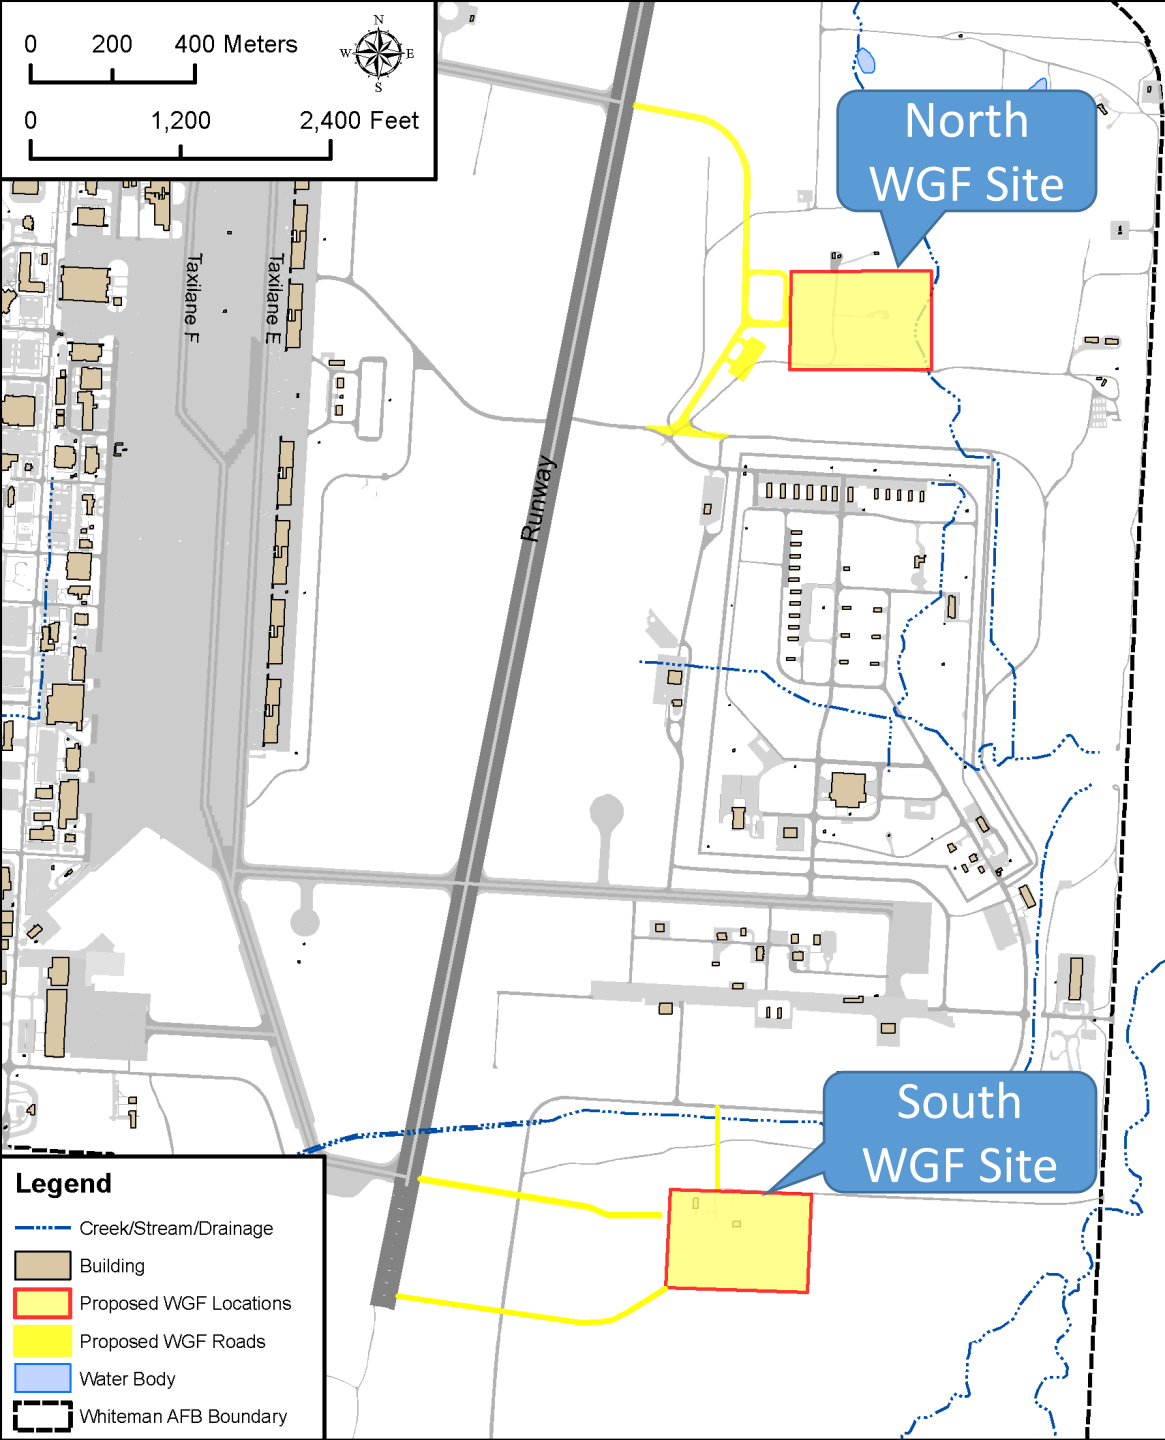 0 200 400 Meters
0 1,200 2,400 Feet
N
W E
S
North
WGF Site
Taxilane F
Taxilane E
Runway
South
WGF Site
Legend
Creek/Stream/Drainage
Building
Proposed WGF Locations
Proposed WGF Roads
Water Body
Whiteman AFB Boundary